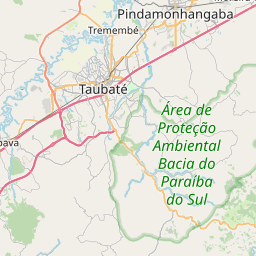 Pindamonhangaba
Tremembé
Taubaté
Área de
Proteção
Ambiental
Bacia do
Paraíba
do Sul